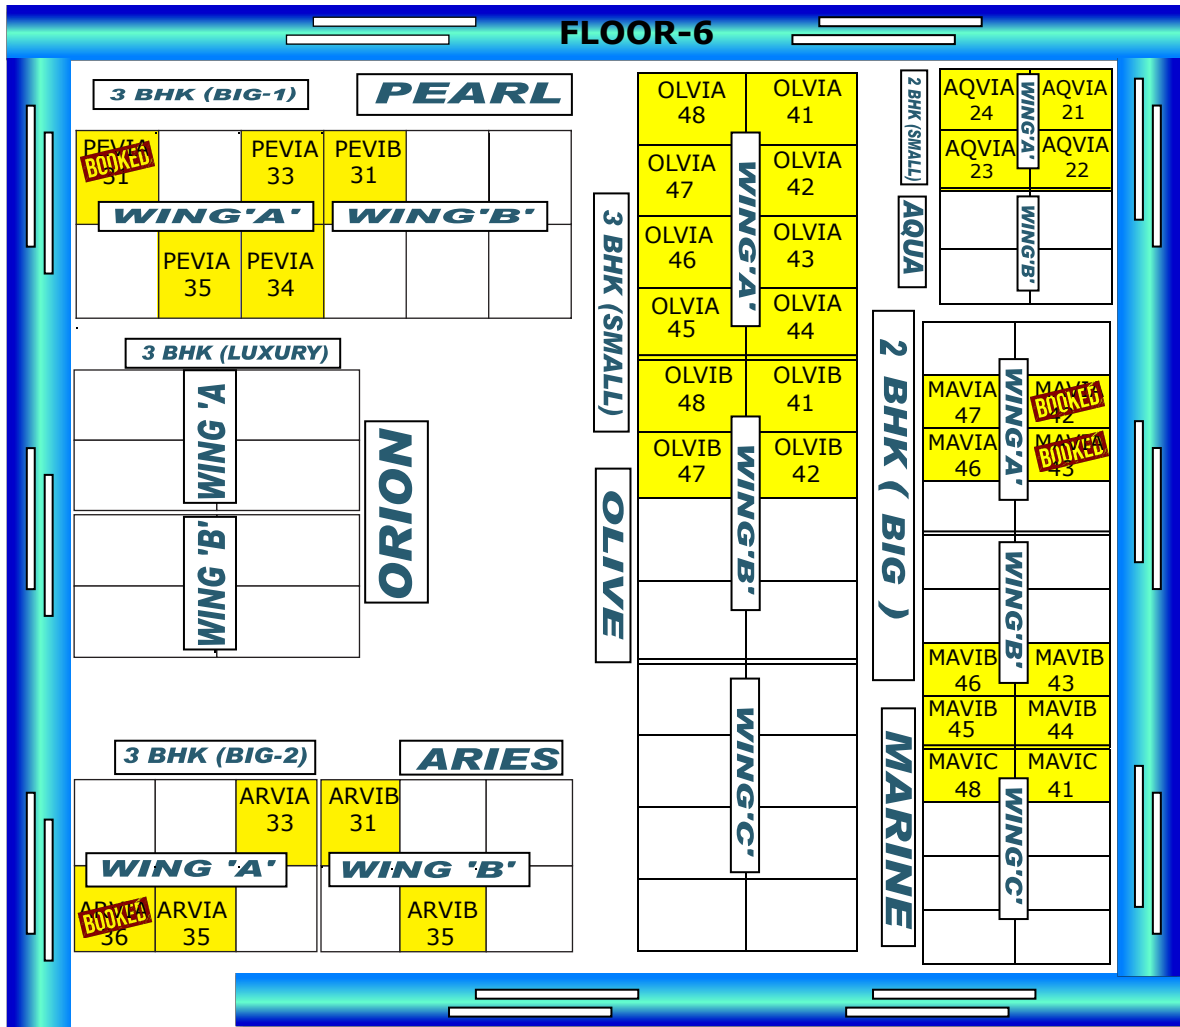 FLOOR-6
3 BHK (BIG-1)
PEARL
PEVIA
31
BOOKED
PEVIA
33
PEVIB
31
WING'A'
WING'B'
PEVIA
35
PEVIA
34
3 BHK (LUXURY)
WING 'A
WING 'B'
ORION
3 BHK (BIG-2)
ARIES
ARVIA
33
ARVIB
31
WING 'A'
WING 'B'
ARVIA
36
BOOKED
ARVIA
35
ARVIB
35
3 BHK (SMALL)
OLIVE
OLVIA
48
OLVIA
41
OLVIA
47
OLVIA
42
WING'A'
OLVIA
46
OLVIA
43
OLVIA
45
OLVIA
44
OLVIB
48
OLVIB
41
OLVIB
47
OLVIB
42
WING'B'
WING'C'
2 BHK (SMALL)
AQUA
AQVIA
24
AQVIA
21
WING'A'
AQVIA
23
AQVIA
22
WING'B'
2 BHK ( BIG )
MARINE
MAVIA
47
MAVIA
42
BOOKED
WING'A'
MAVIA
46
MAVIA
43
BOOKED
WING'B'
MAVIB
46
MAVIB
43
MAVIB
45
MAVIB
44
MAVIC
48
MAVIC
41
WING'C'